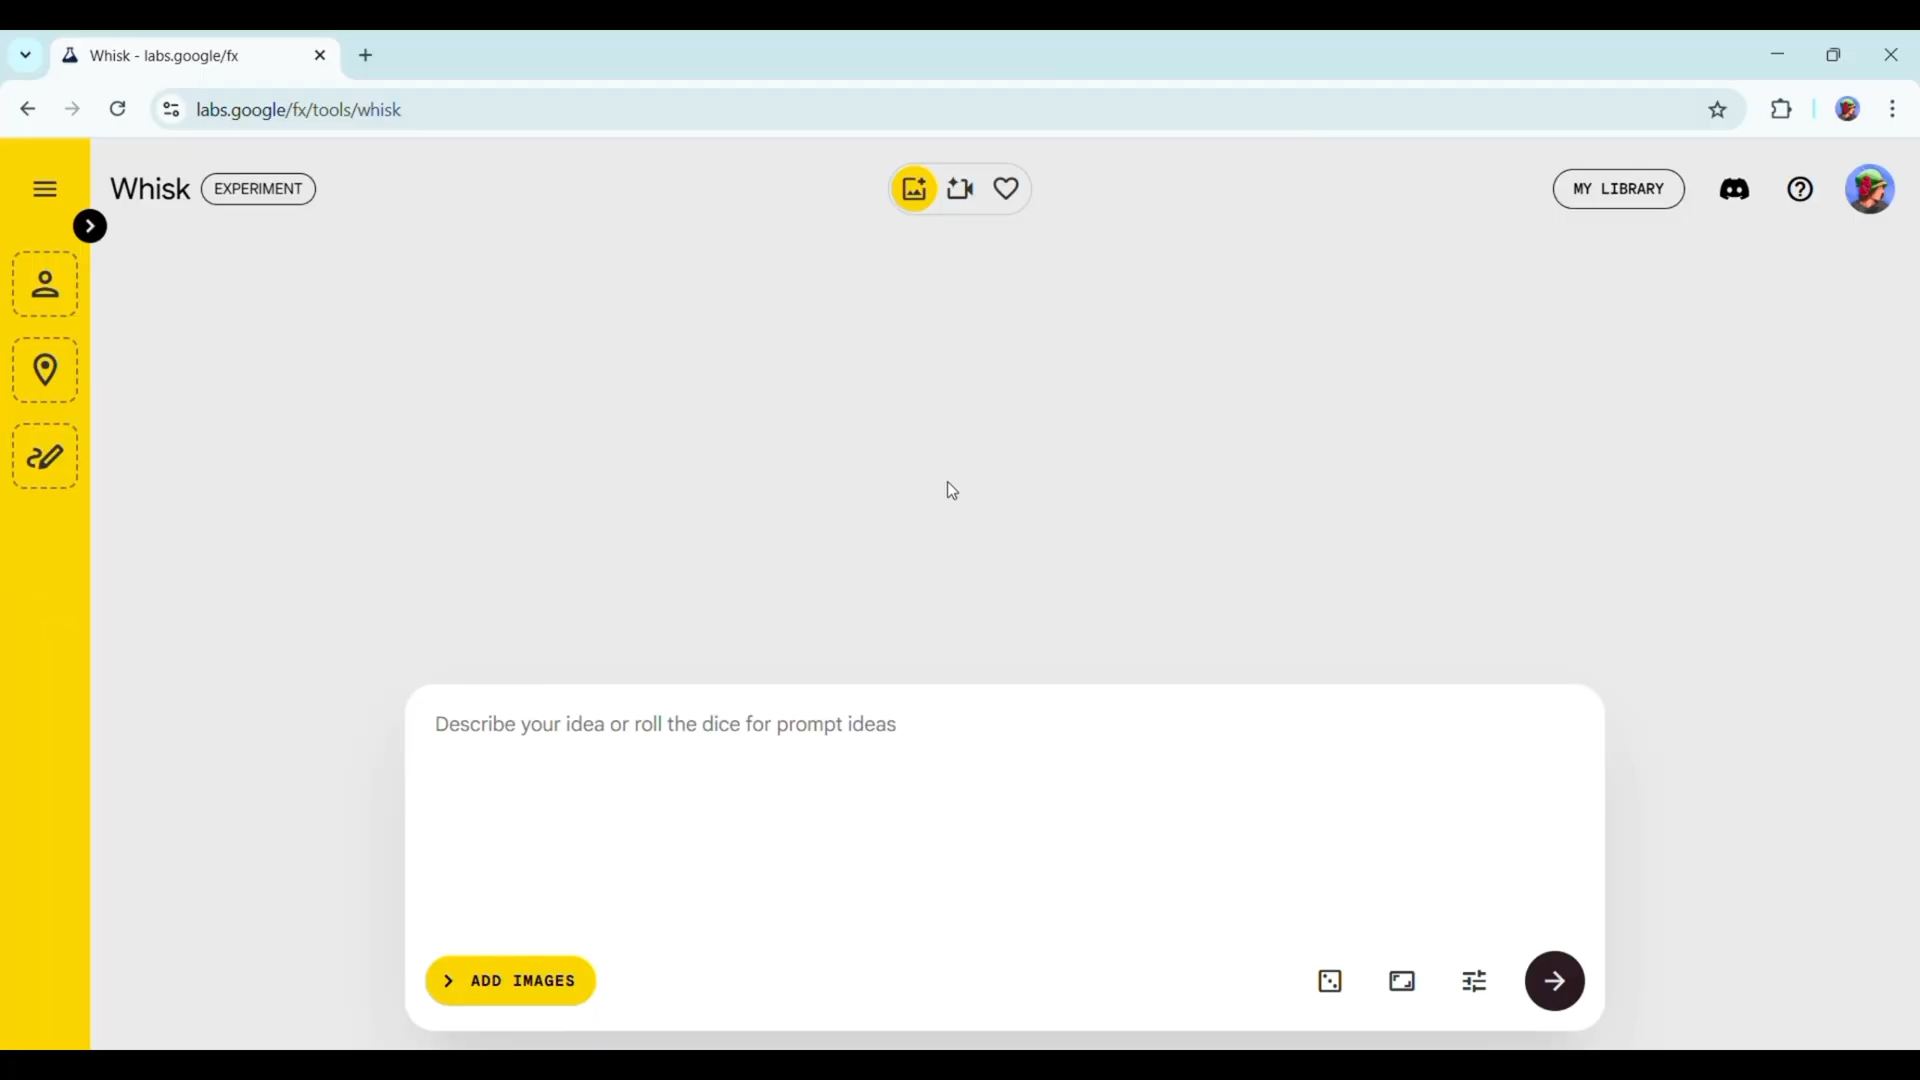 Whisk - labs.google/fx
labs.google/fx/tools/whisk
Whisk
EXPERIMENT
MY LIBRARY
Describe your idea or roll the dice for prompt ideas
ADD IMAGES